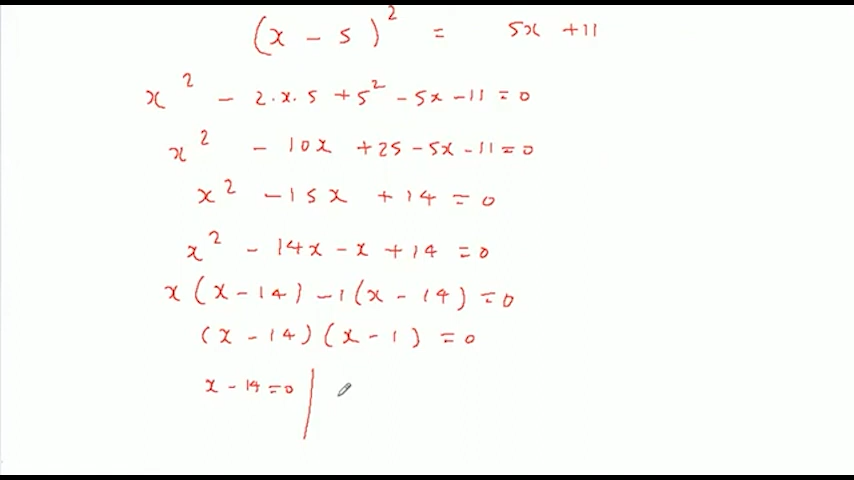 (x - 5)² = 5x + 11
x² - 2.x.5 + 5² - 5x - 11 = 0
x² - 10x + 25 - 5x - 11 = 0
x² - 15x + 14 = 0
x² - 14x - x + 14 = 0
x(x - 14) - 1(x - 14) = 0
(x - 14)(x - 1) = 0
x - 14 = 0 |